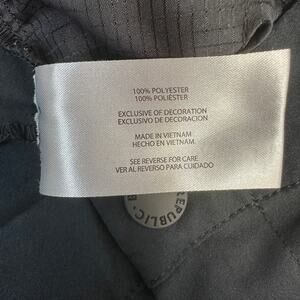 100% POLYESTER
100% POLIÉSTER
EXCLUSIVE OF DECORATION
EXCLUSIVO DE DECORACION
MADE IN VIETNAM
HECHO EN VIETNAM.
SEE REVERSE FOR CARE
VER AL REVERSO PARA CUIDADO
REPUBLIC